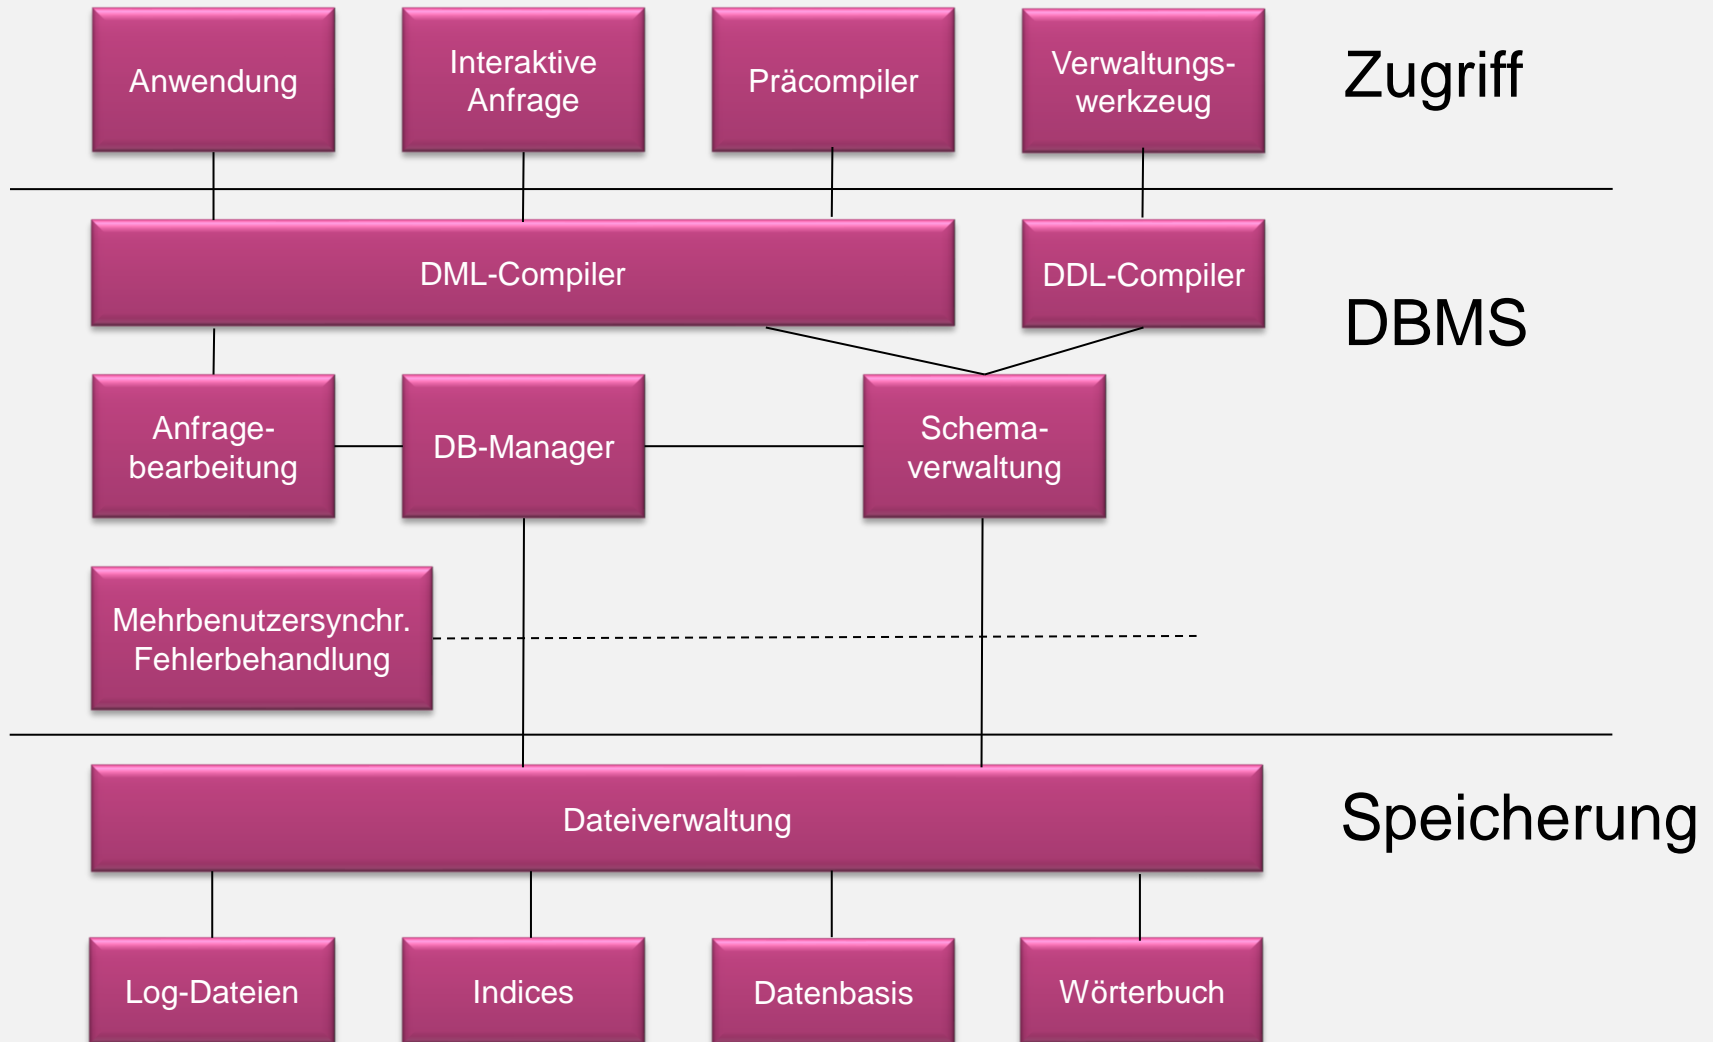 Anwendung
Interaktive
Anfrage
Präcompiler
Verwaltungs-
werkzeug
Zugriff
DML-Compiler
DDL-Compiler
DBMS
Anfrage-
bearbeitung
DB-Manager
Schema-
verwaltung
Mehrbenutzersynchr.
Fehlerbehandlung
Dateiverwaltung
Speicherung
Log-Dateien
Indices
Datenbasis
Wörterbuch